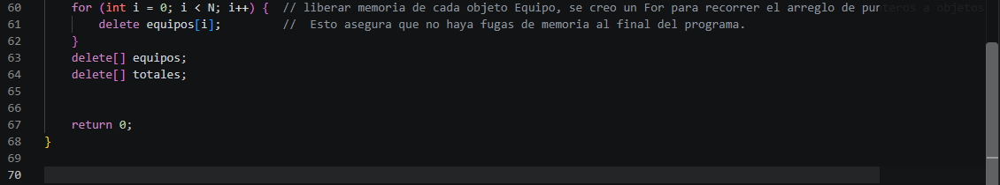 60 for (int i = 0; i < N; i++) { // liberar memoria de cada objeto Equipo, se creo un For para recorrer el arreglo de punteros a objetos
61 delete equipos[i]; // Esto asegura que no haya fugas de memoria al final del programa.
62 }
63 delete[] equipos;
64 delete[] totales;
65
66
67 return 0;
68 }
69
70